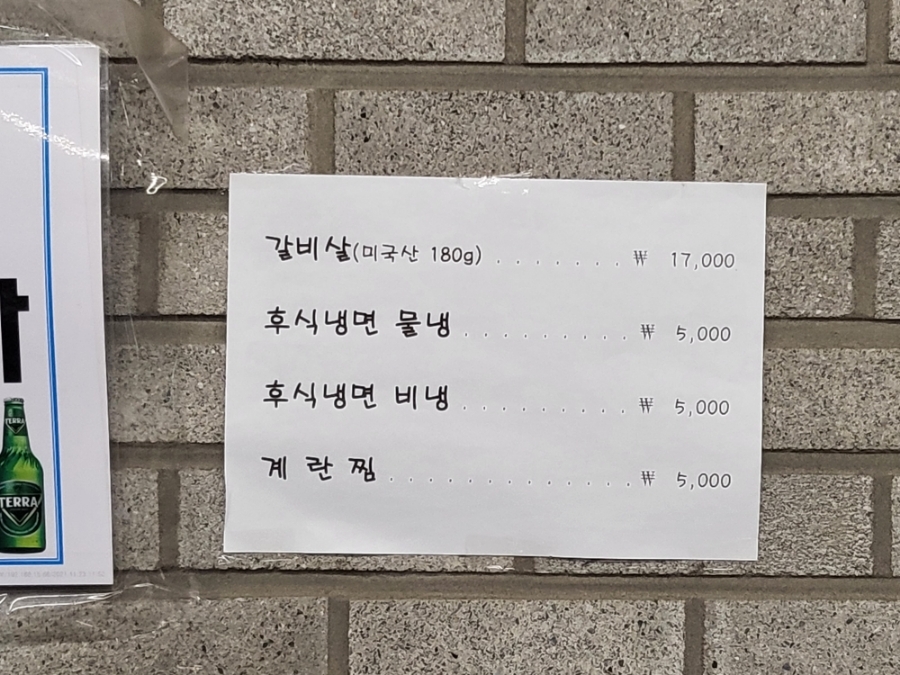 갈비살(미국산 180g) . . . . . . . ₩ 17,000
후식냉면 물냉 . . . . . . . . . . ₩ 5,000
후식냉면 비냉 . . . . . . . . . . ₩ 5,000
계 란 찜 . . . . . . . . . . . . . . ₩ 5,000
TERRA
TERRA